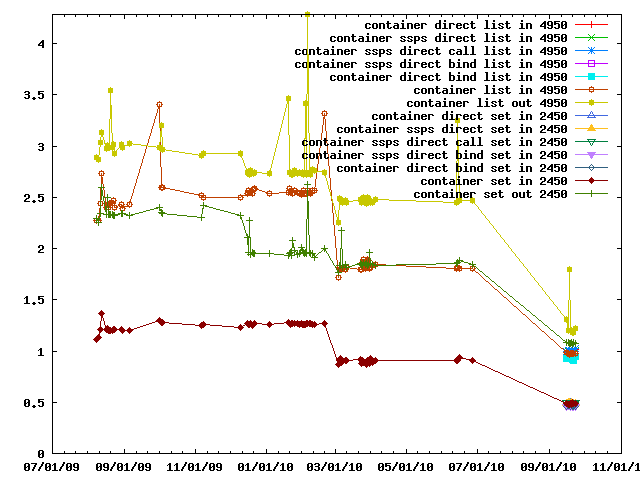 container direct list in 4950
container ssps direct list in 4950
container ssps direct call list in 4950
container ssps direct bind list in 4950
container direct bind list in 4950
container list in 4950
container list out 4950
container direct set in 2450
container ssps direct set in 2450
container ssps direct call set in 2450
container ssps direct bind set in 2450
container direct bind set in 2450
container set in 2450
container set out 2450
4
3.5
3
2.5
2
1.5
1
0.5
0
07/01/09 09/01/09 11/01/09 01/01/10 03/01/10 05/01/10 07/01/10 09/01/10 11/01/1